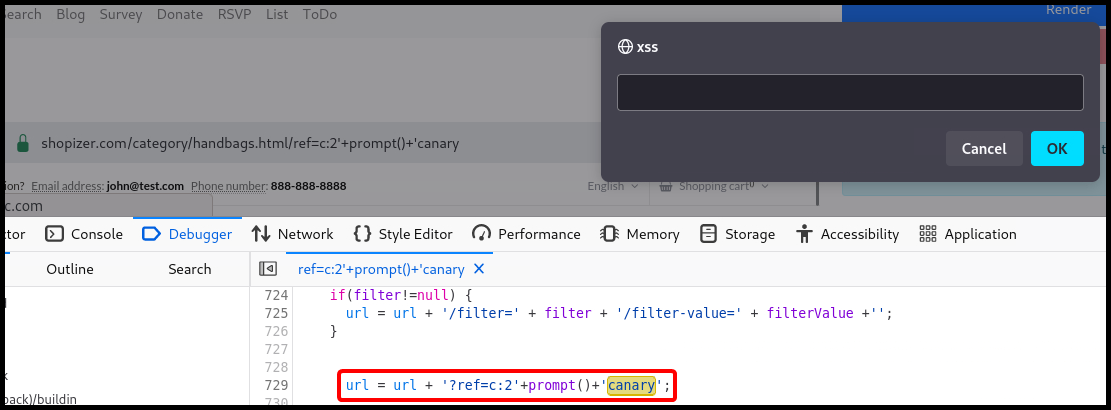 Search Blog Survey Donate RSVP List ToDo
Render
xss
shopizer.com/category/handbags.html/ref=c:2'+prompt()+'canary
Cancel OK
Email address: john@test.com Phone number: 888-888-8888
English Shopping cart 0
c.com
Console Debugger Network Style Editor Performance Memory Storage Accessibility Application
Outline Search ref=c:2'+prompt()+'canary
724 if(filter!=null) {
725 url = url + '/filter=' + filter + '/filter-value=' + filterValue +'';
726 }
727
728
729 url = url + '?ref=c:2'+prompt()+'canary';
730
back)/buildin